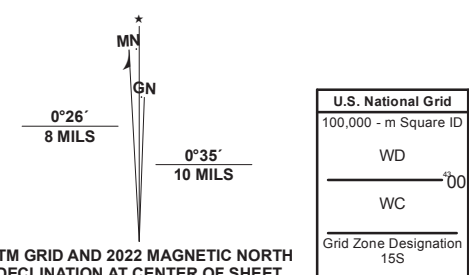 MN
GN
0°26´
8 MILS
0°35´
10 MILS
TM GRID AND 2022 MAGNETIC NORTH
DECLINATION AT CENTER OF SHEET
U.S. National Grid
100,000 - m Square ID
WD
4300
WC
Grid Zone Designation
15S